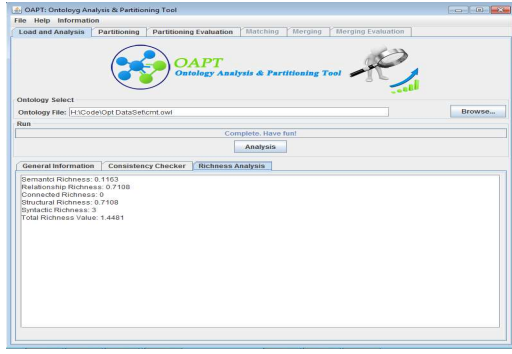 OAPT: Ontoloyg Analysis & Partitioning Tool
File Help Information
Load and Analysis Partitioning Partitioning Evaluation Matching Merging Merging Evaluation
OAPT
Ontology Analysis & Partitioning Tool
Ontology Select
Ontology File: H:\Code\Opt DataSet\cmt.owl Browse...
Run
Complete. Have fun!
Analysis
General Information Consistency Checker Richness Analysis
Semantci Richness: 0.1163
Relationship Richness: 0.7108
Connected Richness: 0
Structural Richness: 0.7108
Syntactic Richness: 3
Total Richness Value: 1.4481